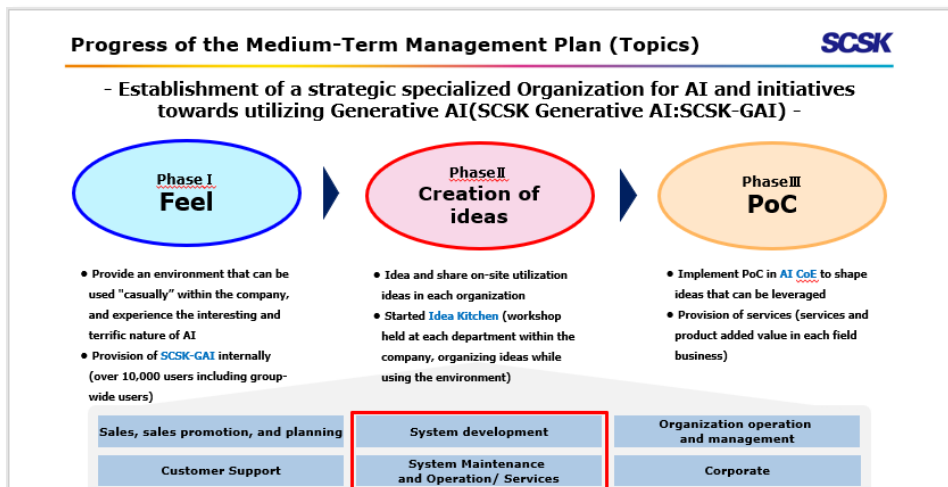 Progress of the Medium-Term Management Plan (Topics)
SCSK
- Establishment of a strategic specialized Organization for AI and initiatives
towards utilizing Generative AI(SCSK Generative AI:SCSK-GAI) -
Phase Ⅰ
Feel
PhaseⅡ
Creation of
ideas
PhaseⅢ
PoC
• Provide an environment that can be
used "casually” within the company,
and experience the interesting and
terrific nature of AI
• Provision of SCSK-GAI internally
(over 10,000 users including group-
wide users)
• Idea and share on-site utilization
ideas in each organization
• Started Idea Kitchen (workshop
held at each department within the
company, organizing ideas while
using the environment)
• Implement PoC in AI CoE to shape
ideas that can be leveraged
• Provision of services (services and
product added value in each field
business)
Sales, sales promotion, and planning
System development
Organization operation
and management
Customer Support
System Maintenance
and Operation/ Services
Corporate